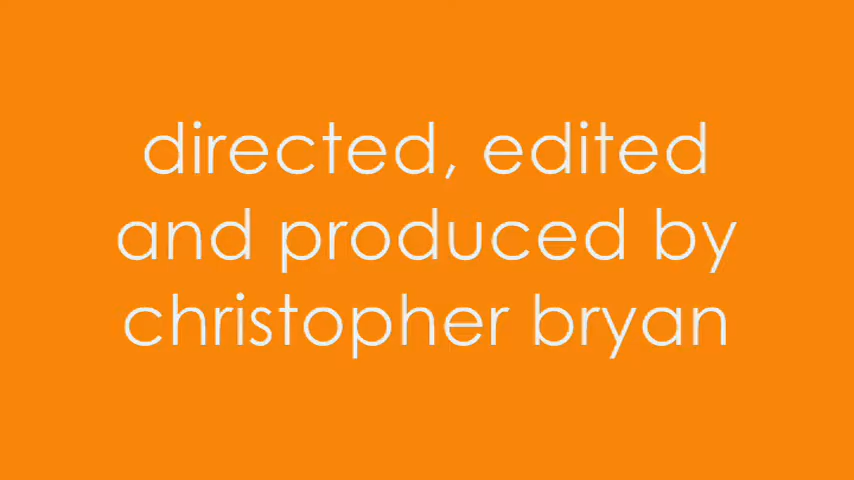 directed, edited
and produced by
christopher bryan